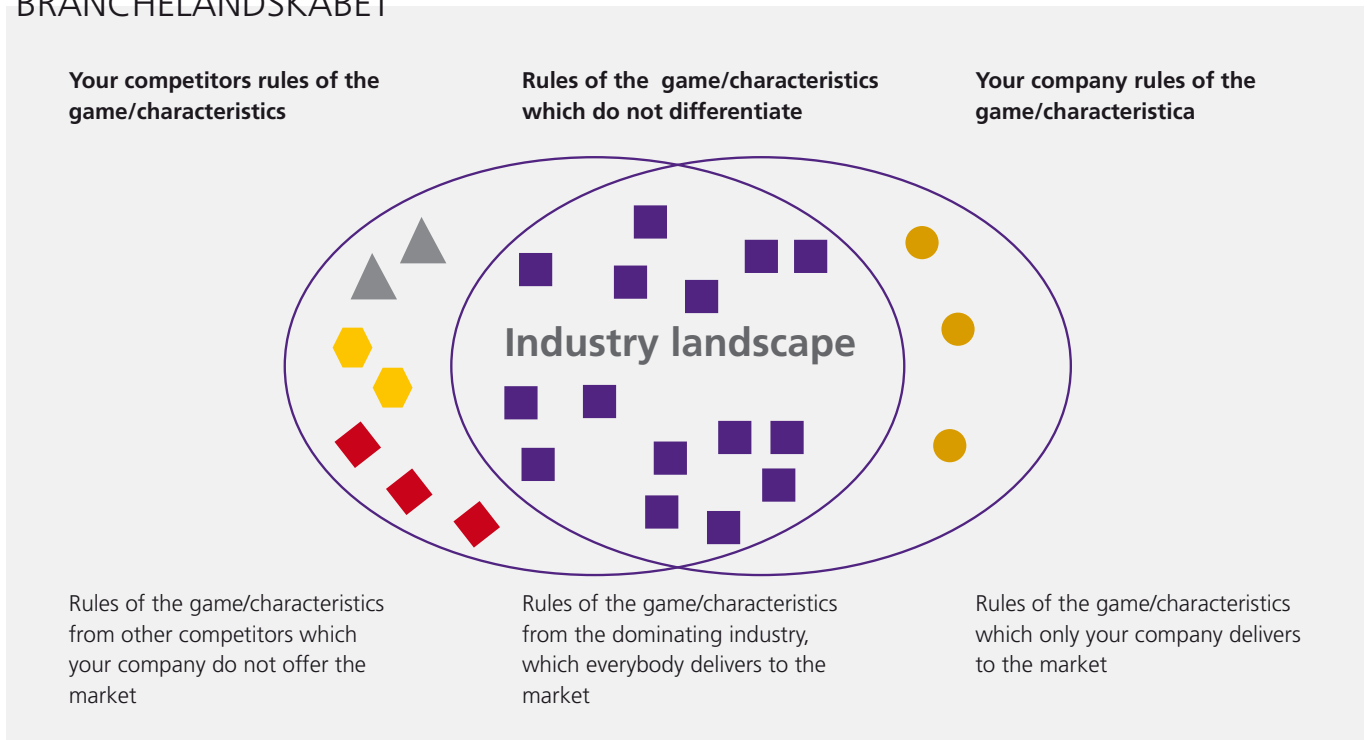 BRANCHELANDSKABET
Your competitors rules of the
game/characteristics
Rules of the game/characteristics
which do not differentiate
Your company rules of the
game/characteristica
Industry landscape
Rules of the game/characteristics
from other competitors which
your company do not offer the
market
Rules of the game/characteristics
from the dominating industry,
which everybody delivers to the
market
Rules of the game/characteristics
which only your company delivers
to the market